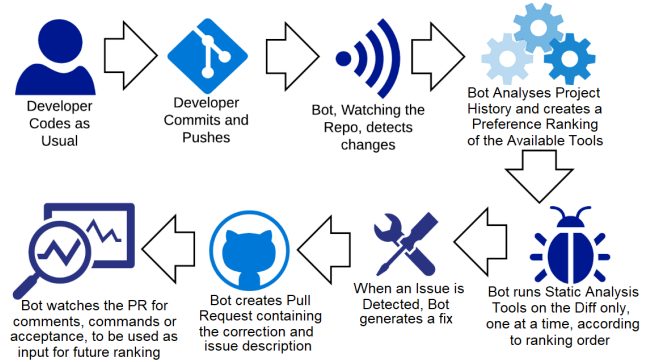 Developer
Codes as
Usual
Developer
Commits and
Pushes
Bot, Watching the
Repo, detects
changes
Bot Analyses Project
History and creates a
Preference Ranking
of the Available Tools
Bot runs Static Analysis
Tools on the Diff only,
one at a time, according
to ranking order
When an Issue is
Detected, Bot
generates a fix
Bot creates Pull
Request containing
the correction and
issue description
Bot watches the PR for
comments, commands or
acceptance, to be used as
input for future ranking